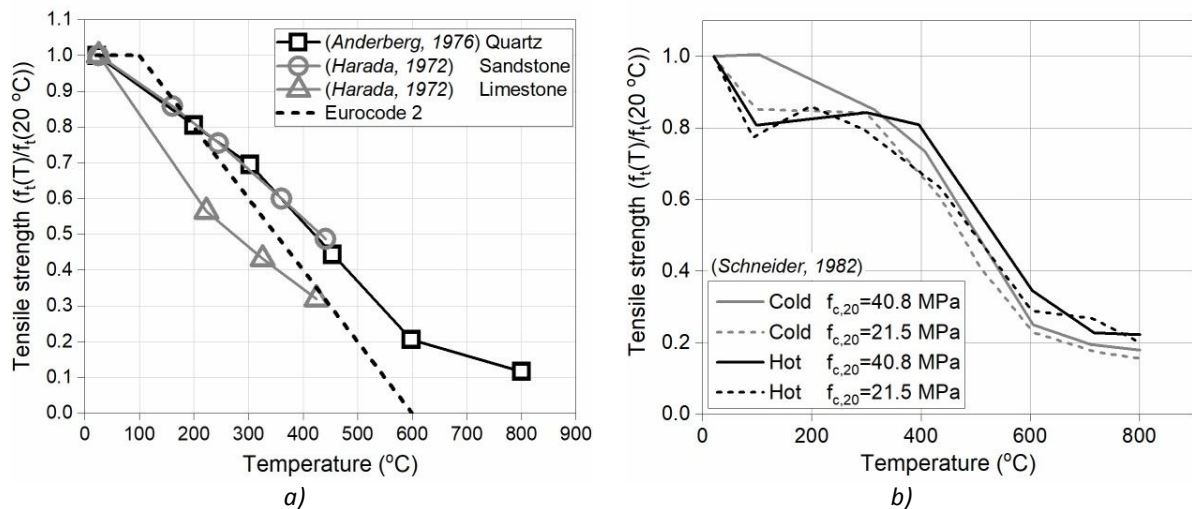 a)
Tensile strength (fₜ(T)/fₜ(20 °C))
1.1
1.0
0.9
0.8
0.7
0.6
0.5
0.4
0.3
0.2
0.1
0.0
0 100 200 300 400 500 600 700 800 900
Temperature (°C)
(Anderberg, 1976) Quartz
(Harada, 1972) Sandstone
(Harada, 1972) Limestone
Eurocode 2
b)
Tensile strength (fₜ(T)/fₜ(20 °C))
1.0
0.8
0.6
0.4
0.2
0.0
0 200 400 600 800
Temperature (°C)
(Schneider, 1982)
Cold f_c,20=40.8 MPa
Cold f_c,20=21.5 MPa
Hot f_c,20=40.8 MPa
Hot f_c,20=21.5 MPa